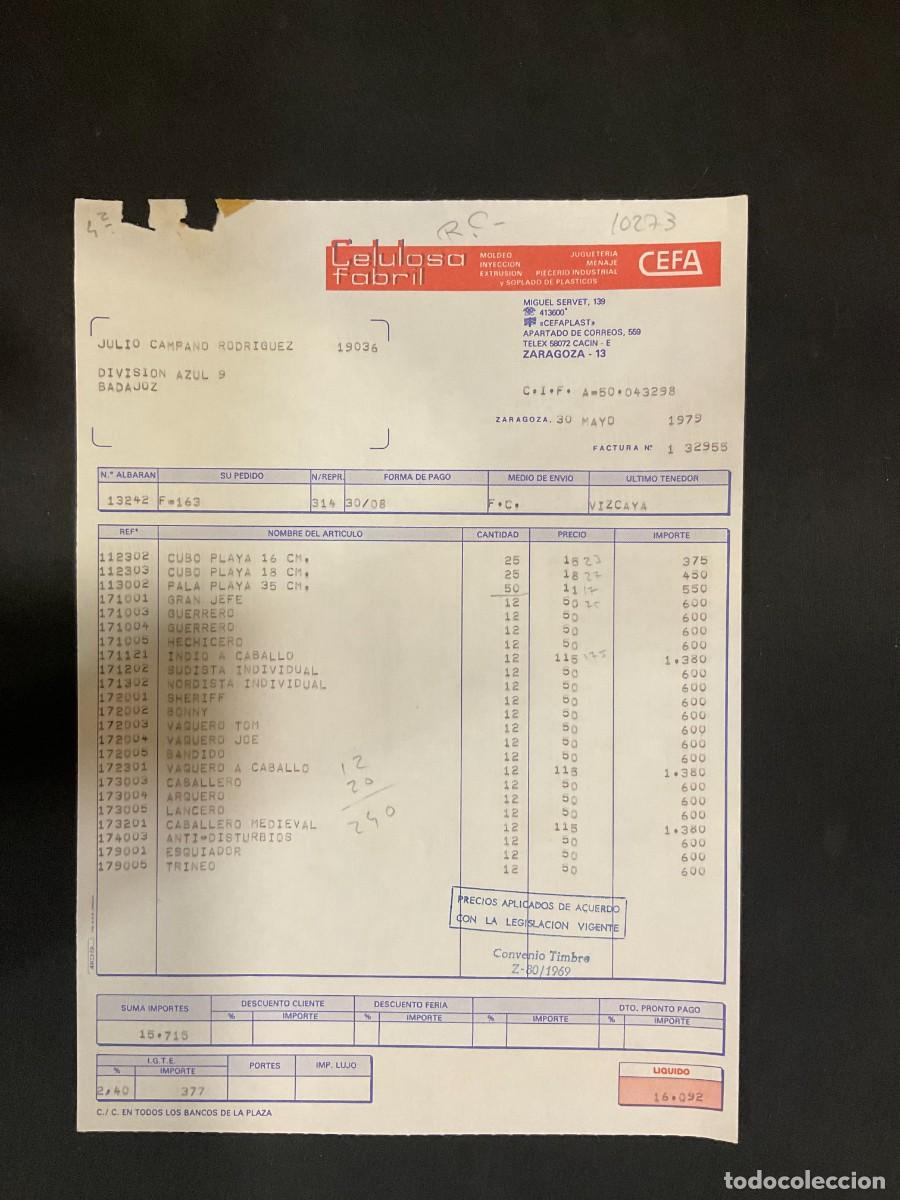 4ª
R.C-
10273
Celulosa fabril
MOLDEO JUGUETERIA
INYECCION MENAJE
EXTRUSION PIECERIO INDUSTRIAL
y SOPLADO DE PLASTICOS
CEFA
MIGUEL SERVET, 139
413600*
«CEFAPLAST»
APARTADO DE CORREOS, 559
TELEX 58072 CACIN - E
ZARAGOZA - 13
JULIO CAMPANO RODRIGUEZ 19036
DIVISION AZUL 9
BADAJOZ
C.I.F. A=50.043298
ZARAGOZA, 30 MAYO 1979
FACTURA Nº 1 32955
N.º ALBARAN SU PEDIDO N/REPR. FORMA DE PAGO MEDIO DE ENVIO ULTIMO TENEDOR
13242 F=163 314 30/08 F.C. VIZCAYA
REFª NOMBRE DEL ARTICULO CANTIDAD PRECIO IMPORTE
112302 CUBO PLAYA 16 CM. 25 15 23 375
112303 CUBO PLAYA 18 CM. 25 18 27 450
113002 PALA PLAYA 35 CM. 50 11 17 550
171001 GRAN JEFE 12 50 600
171003 GUERRERO 12 50 600
171004 GUERRERO 12 50 600
171005 HECHICERO 12 50 600
171121 INDIO A CABALLO 12 115 175 1.380
171202 SUDISTA INDIVIDUAL 12 50 600
171302 NORDISTA INDIVIDUAL 12 50 600
172001 SHERIFF 12 50 600
172002 BONNY 12 50 600
172003 VAQUERO TOM 12 50 600
172004 VAQUERO JOE 12 50 600
172005 BANDIDO 12 50 600
172301 VAQUERO A CABALLO 12 115 1.380
173003 CABALLERO 12 50 600
173004 ARQUERO 12 50 600
173005 LANCERO 12 50 600
173201 CABALLERO MEDIEVAL 12 115 1.380
174003 ANTI=DISTURBIOS 12 50 600
179001 ESQUIADOR 12 50 600
179005 TRINEO 12 50 600
12
20
240
PRECIOS APLICADOS DE ACUERDO
CON LA LEGISLACION VIGENTE
Convenio Timbre
Z-80/1969
SUMA IMPORTES DESCUENTO CLIENTE DESCUENTO FERIA DTO. PRONTO PAGO
% IMPORTE % IMPORTE % IMPORTE % IMPORTE
15.715
I.G.T.E. PORTES IMP. LUJO
% IMPORTE
2,40 377
LIQUIDO
16.092
C./ C. EN TODOS LOS BANCOS DE LA PLAZA
todocoleccion